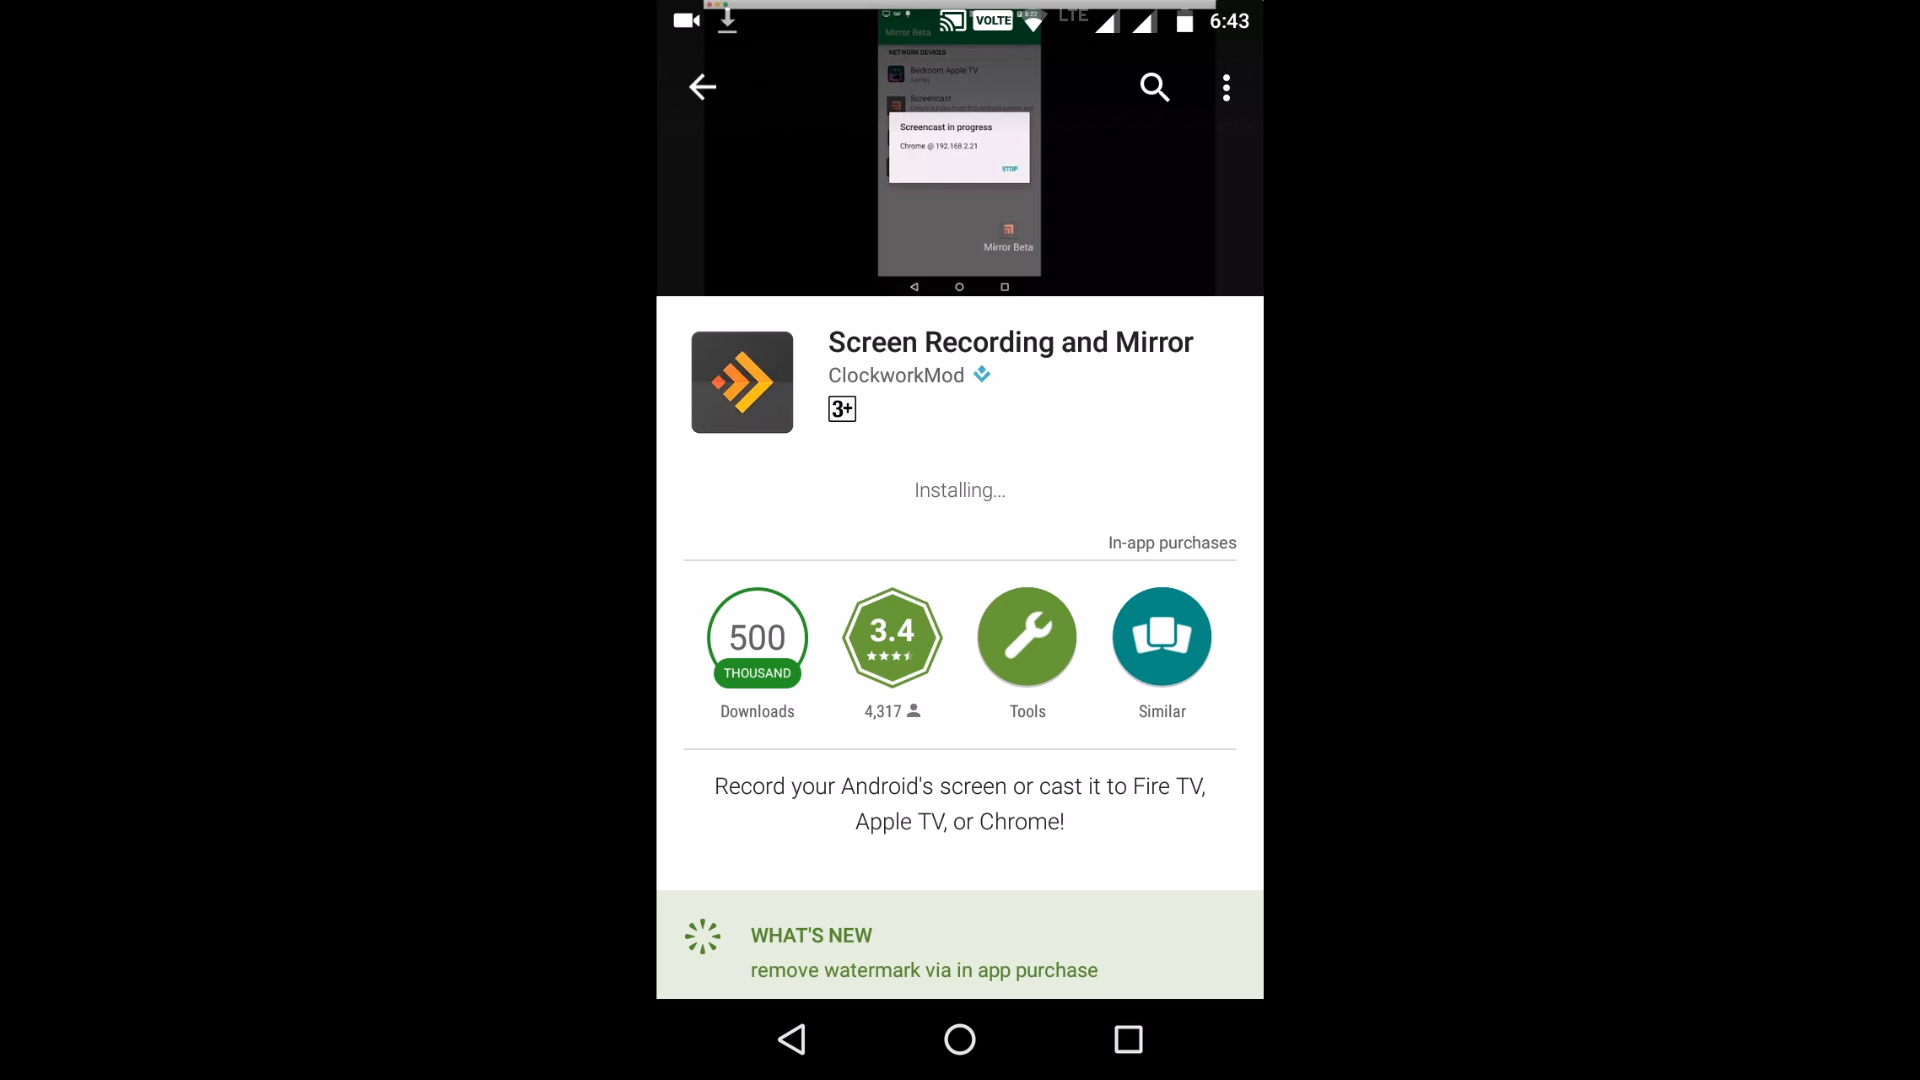 VOLTE LTE 6:43
Mirror Beta
NETWORK DEVICES
Bedroom Apple TV
AirPlay
Screencast
Screencast in progress
Chrome @ 192.168.2.21
STOP
Mirror Beta
Screen Recording and Mirror
ClockworkMod
3+
Installing...
In-app purchases
500
THOUSAND
Downloads
3.4
4,317
Tools
Similar
Record your Android's screen or cast it to Fire TV,
Apple TV, or Chrome!
WHAT'S NEW
remove watermark via in app purchase